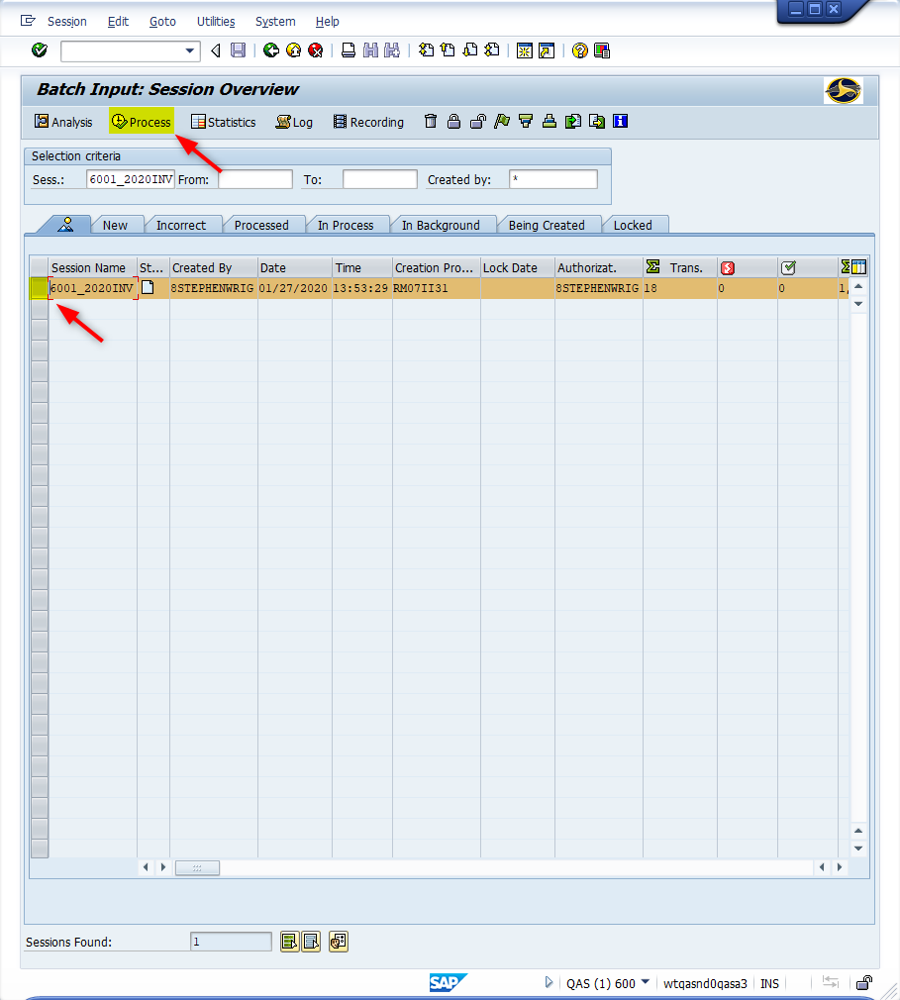 Session Edit Goto Utilities System Help
Batch Input: Session Overview
Analysis Process Statistics Log Recording
Selection criteria
Sess.: 6001_2020INV From: To: Created by: *
New Incorrect Processed In Process In Background Being Created Locked
Session Name St... Created By Date Time Creation Pro... Lock Date Authorizat. Trans.
6001_2020INV 8STEPHENWRIG 01/27/2020 13:53:29 RM07II31 8STEPHENWRIG 18 0 0 1,
Sessions Found: 1
SAP QAS (1) 600 wtqasnd0qasa3 INS